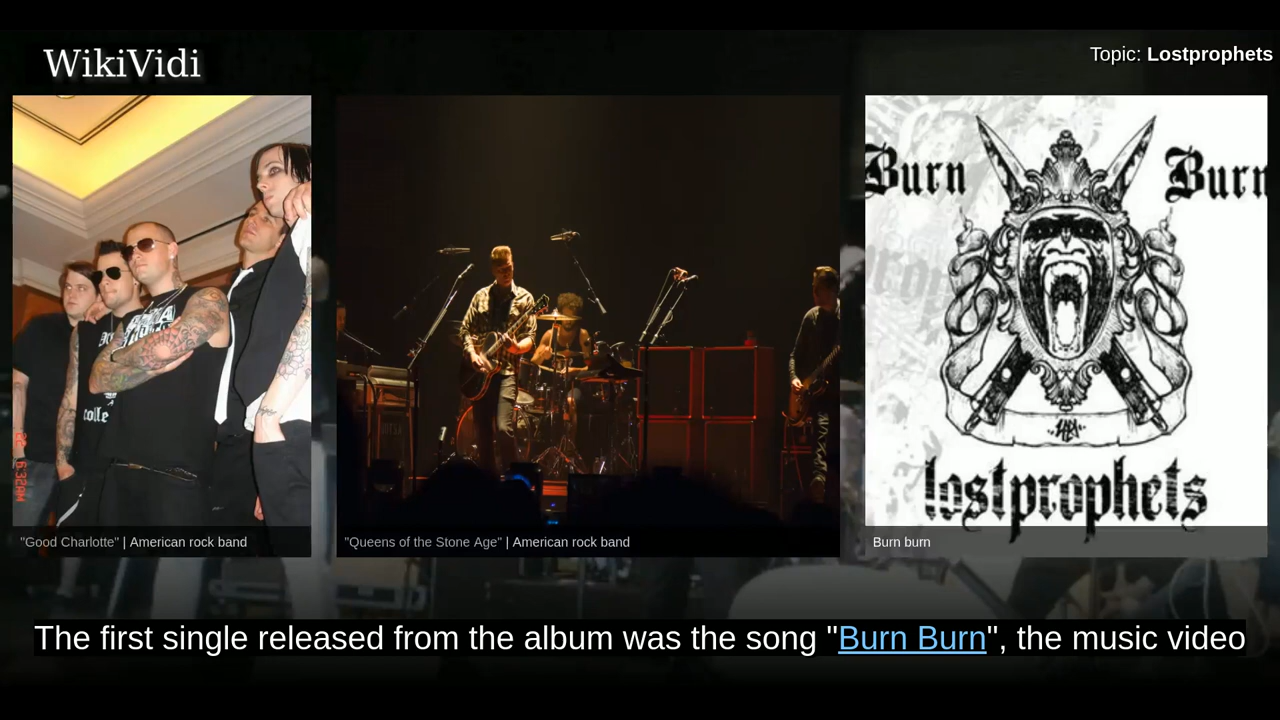 WikiVidi
Topic: Lostprophets
Burn Burn
lostprophets
"Good Charlotte" | American rock band
"Queens of the Stone Age" | American rock band
Burn burn
The first single released from the album was the song "Burn Burn", the music video